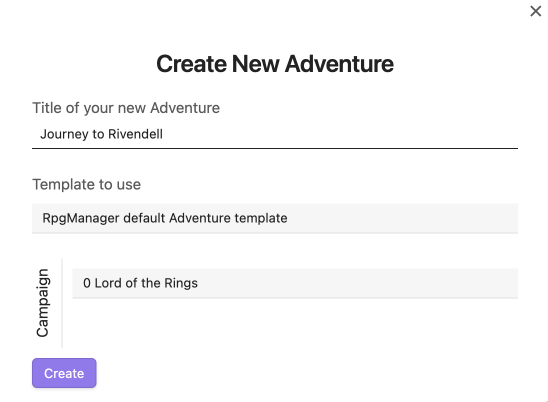 Create New Adventure
Title of your new Adventure
Journey to Rivendell
Template to use
RpgManager default Adventure template
Campaign
0 Lord of the Rings
Create